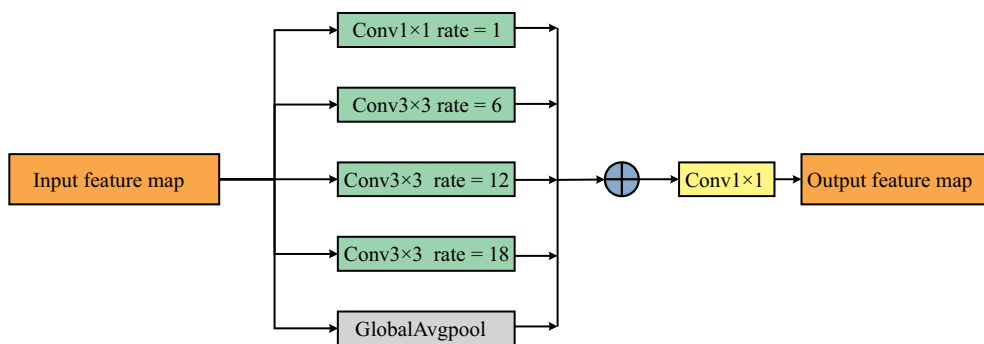 Conv1×1 rate = 1
Conv3×3 rate = 6
Input feature map
Conv3×3 rate = 12
Conv1×1
Output feature map
Conv3×3 rate = 18
GlobalAvgpool